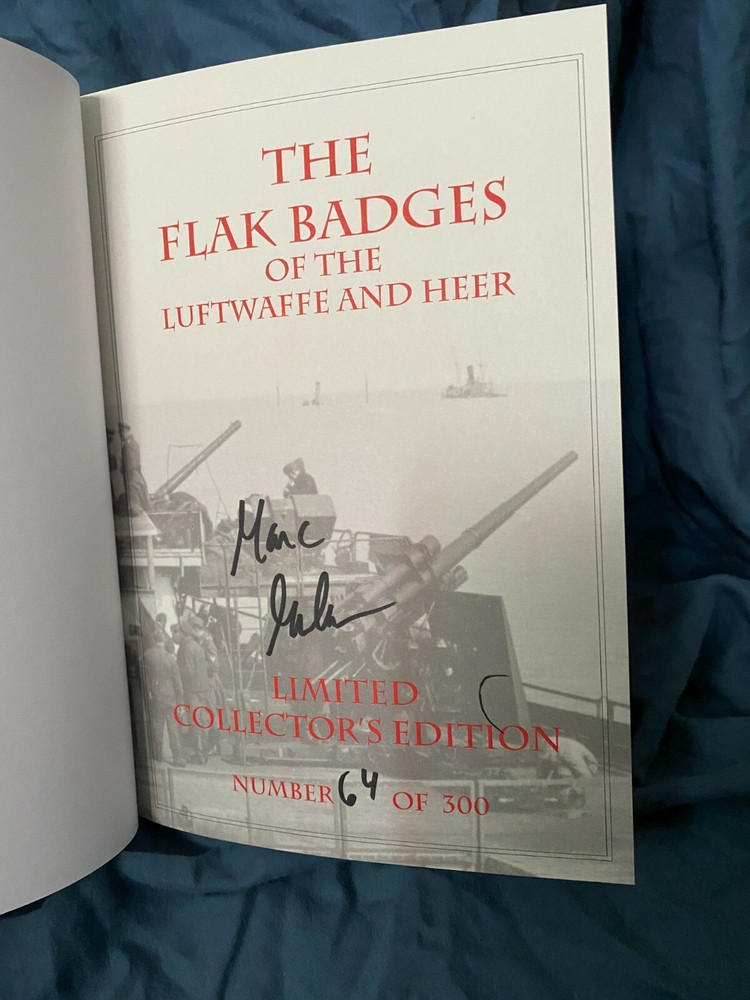 THE
FLAK BADGES
OF THE
LUFTWAFFE AND HEER
Marc
LIMITED
COLLECTOR'S EDITION
NUMBER 64 OF 300